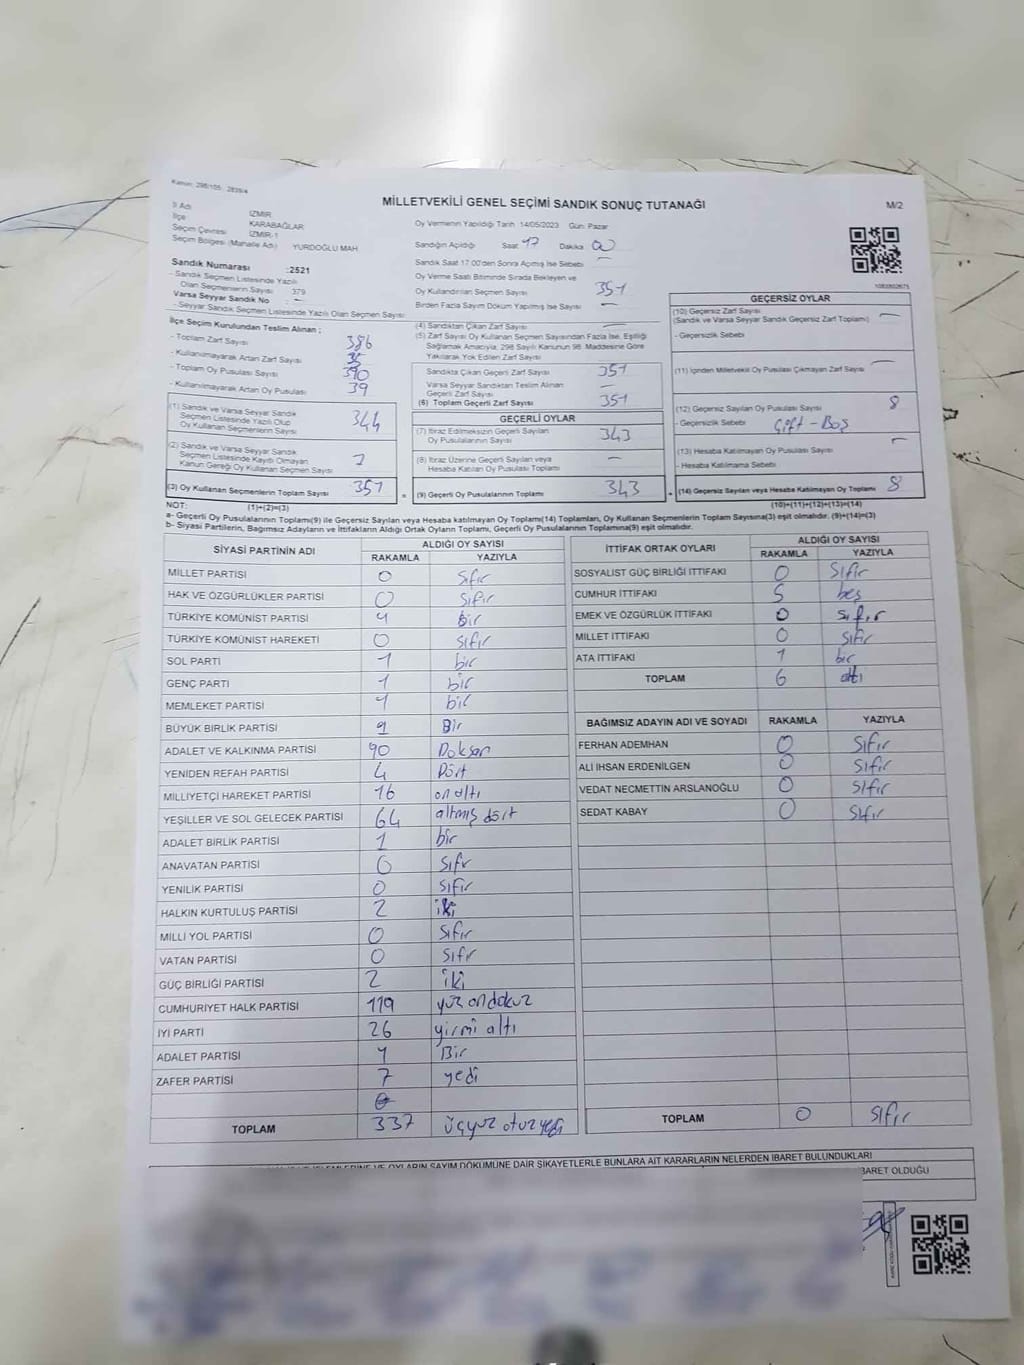 Kanun: 298/105 2839/4
MİLLETVEKİLİ GENEL SEÇİMİ SANDIK SONUÇ TUTANAĞI
M/2
İl Adı İZMİR
İlçe KARABAĞLAR
Seçim Çevresi İZMİR-1
Seçim Bölgesi (Mahalle Adı) YURDOĞLU MAH.
Sandık Numarası :2521
- Sandık Seçmen Listesinde Yazılı
Olan Seçmenlerin Sayısı 379
Varsa Seyyar Sandık No : —
- Seyyar Sandık Seçmen Listesinde Yazılı Olan Seçmen Sayısı
Oy Vermenin Yapıldığı Tarih 14/05/2023 Gün: Pazar
Sandığın Açıldığı Saat 17 Dakika 00
Sandık Saat 17:00'den Sonra Açılmış İse Sebebi —
Oy Verme Saati Bitiminde Sırada Bekleyen ve
Oy Kullandırılan Seçmen Sayısı 351
Birden Fazla Sayım Döküm Yapılmış İse Sayısı —
1083802675
İlçe Seçim Kurulundan Teslim Alınan ;
- Toplam Zarf Sayısı 386
- Kullanılmayarak Artan Zarf Sayısı 35
- Toplam Oy Pusulası Sayısı 390
- Kullanılmayarak Artan Oy Pusulası 39
(1) Sandık ve Varsa Seyyar Sandık
Seçmen Listesinde Yazılı Olup
Oy Kullanan Seçmenlerin Sayısı 344
(2) Sandık ve Varsa Seyyar Sandık
Seçmen Listesinde Kayıtlı Olmayan
Kanun Gereği Oy Kullanan Seçmen Sayısı 7
(3) Oy Kullanan Seçmenlerin Toplam Sayısı 351
(4) Sandıktan Çıkan Zarf Sayısı —
(5) Zarf Sayısı Oy Kullanan Seçmen Sayısından Fazla İse, Eşitliği
Sağlamak Amacıyla, 298 Sayılı Kanunun 98. Maddesine Göre
Yakılarak Yok Edilen Zarf Sayısı
Sandıkta Çıkan Geçerli Zarf Sayısı 351
Varsa Seyyar Sandıktan Teslim Alınan
Geçerli Zarf Sayısı —
(6) Toplam Geçerli Zarf Sayısı 351
GEÇERLİ OYLAR
(7) İtiraz Edilmeksizin Geçerli Sayılan
Oy Pusulalarının Sayısı 343
(8) İtiraz Üzerine Geçerli Sayılan veya
Hesaba Katılan Oy Pusulası Toplamı —
(9) Geçerli Oy Pusulalarının Toplamı 343
GEÇERSİZ OYLAR
(10) Geçersiz Zarf Sayısı
(Sandık ve Varsa Seyyar Sandık Geçersiz Zarf Toplamı) —
- Geçersizlik Sebebi
(11) İçinden Milletvekili Oy Pusulası Çıkmayan Zarf Sayısı —
(12) Geçersiz Sayılan Oy Pusulası Sayısı 8
- Geçersizlik Sebebi Çift - Boş
(13) Hesaba Katılmayan Oy Pusulası Sayısı —
- Hesaba Katılmama Sebebi
(14) Geçersiz Sayılan veya Hesaba Katılmayan Oy Toplamı 8
NOT: (1)+(2)=(3) (10)+(11)+(12)+(13)=(14)
a- Geçerli Oy Pusulalarının Toplamı(9) ile Geçersiz Sayılan veya Hesaba katılmayan Oy Toplam(14) Toplamları, Oy Kullanan Seçmenlerin Toplam Sayısına(3) eşit olmalıdır. (9)+(14)=(3)
b- Siyasi Partilerin, Bağımsız Adayların ve İttifakların Aldığı Ortak Oyların Toplamı, Geçerli Oy Pusulalarının Toplamına(9) eşit olmalıdır.
SİYASİ PARTİNİN ADI ALDIĞI OY SAYISI
RAKAMLA YAZIYLA
MİLLET PARTİSİ 0 Sıfır
HAK VE ÖZGÜRLÜKLER PARTİSİ 0 Sıfır
TÜRKİYE KOMÜNİST PARTİSİ 1 Bir
TÜRKİYE KOMÜNİST HAREKETİ 0 sıfır
SOL PARTİ 1 bir
GENÇ PARTİ 1 bir
MEMLEKET PARTİSİ 1 bir
BÜYÜK BİRLİK PARTİSİ 1 Bir
ADALET VE KALKINMA PARTİSİ 90 Doksan
YENİDEN REFAH PARTİSİ 4 Dört
MİLLİYETÇİ HAREKET PARTİSİ 16 on altı
YEŞİLLER VE SOL GELECEK PARTİSİ 64 altmış dört
ADALET BİRLİK PARTİSİ 1 bir
ANAVATAN PARTİSİ 0 Sıfır
YENİLİK PARTİSİ 0 sıfır
HALKIN KURTULUŞ PARTİSİ 2 iki
MİLLİ YOL PARTİSİ 0 Sıfır
VATAN PARTİSİ 0 Sıfır
GÜÇ BİRLİĞİ PARTİSİ 2 iki
CUMHURİYET HALK PARTİSİ 119 yüz on dokuz
İYİ PARTİ 26 yirmi altı
ADALET PARTİSİ 1 Bir
ZAFER PARTİSİ 7 yedi
TOPLAM 337 üçyüz otuz yedi
İTTİFAK ORTAK OYLARI ALDIĞI OY SAYISI
RAKAMLA YAZIYLA
SOSYALIST GÜÇ BİRLİĞİ İTTİFAKI 0 Sıfır
CUMHUR İTTİFAKI 5 beş
EMEK VE ÖZGÜRLÜK İTTİFAKI 0 sıfır
MİLLET İTTİFAKI 0 Sıfır
ATA İTTİFAKI 1 bir
TOPLAM 6 altı
BAĞIMSIZ ADAYIN ADI VE SOYADI RAKAMLA YAZIYLA
FERHAN ADEMHAN 0 Sıfır
ALİ İHSAN ERDENİLGEN 0 Sıfır
VEDAT NECMETTİN ARSLANOĞLU 0 Sıfır
SEDAT KABAY 0 Sıfır
TOPLAM 0 Sıfır
OYLARIN SAYIM DÖKÜMÜNE DAİR ŞİKAYETLERLE BUNLARA AİT KARARLARIN NELERDEN İBARET BULUNDUKLARI
İBARET OLDUĞU